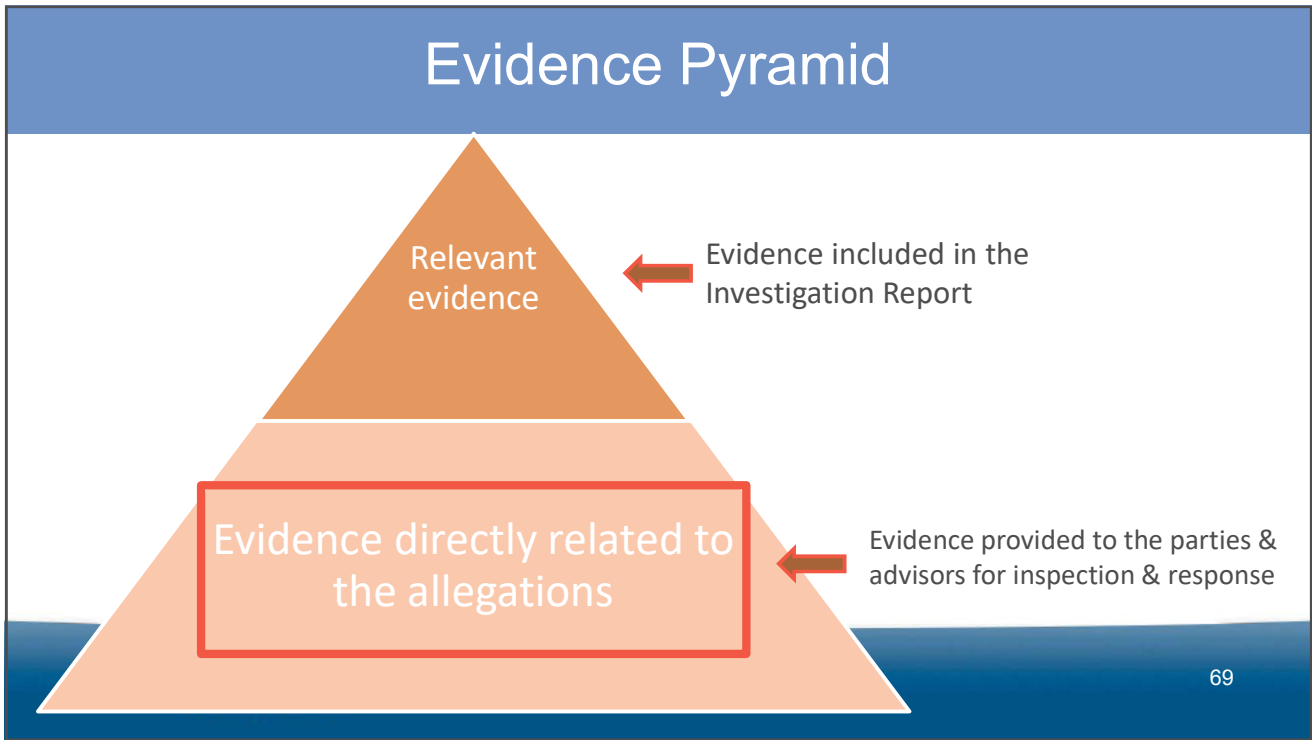 Evidence Pyramid
Relevant
evidence
Evidence included in the
Investigation Report
Evidence directly related to
the allegations
Evidence provided to the parties &
advisors for inspection & response
69